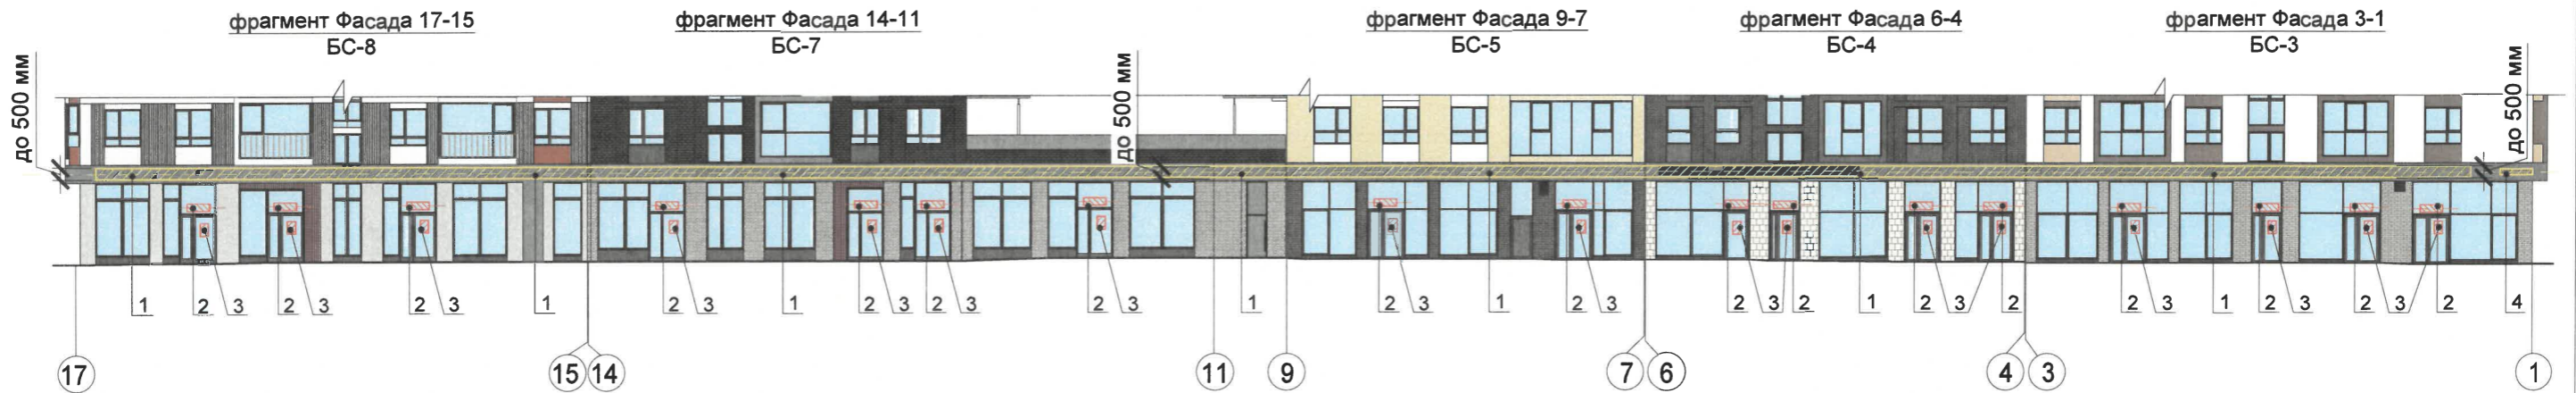 фрагмент Фасада 17-15
БС-8
фрагмент Фасада 14-11
БС-7
фрагмент Фасада 9-7
БС-5
фрагмент Фасада 6-4
БС-4
фрагмент Фасада 3-1
БС-3
до 500 мм
до 500 мм
до 500 мм
1 2 3 2 3 2 3 1 2 3 1 2 3 2 3 2 3 1 2 3 1 2 3 2 3 2 1 2 3 2 2 3 1 2 3 2 3 2 4
17 15 14 11 9 7 6 4 3 1